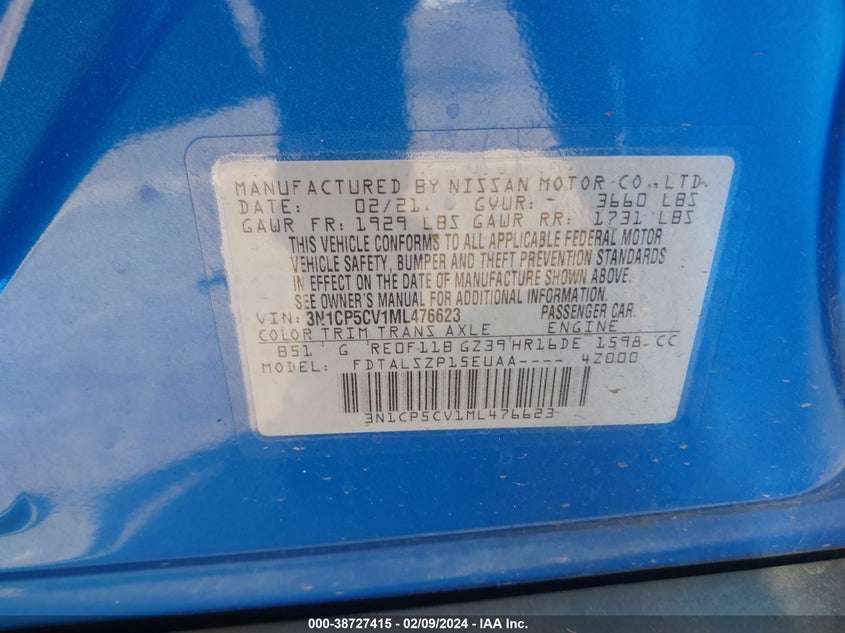 MANUFACTURED BY NISSAN MOTOR CO., LTD.
DATE: 02/21. GVWR: - 3660 LBS
GAWR FR: 1929 LBS GAWR RR: 1731 LBS
THIS VEHICLE CONFORMS TO ALL APPLICABLE FEDERAL MOTOR
VEHICLE SAFETY, BUMPER AND THEFT PREVENTION STANDARDS
IN EFFECT ON THE DATE OF MANUFACTURE SHOWN ABOVE.
SEE OWNER'S MANUAL FOR ADDITIONAL INFORMATION.
VIN: 3N1CP5CV1ML476623 PASSENGER CAR.
COLOR TRIM TRANS AXLE ENGINE
B51 G RE0F11B GZ39 HR16DE 1598-CC
MODEL: FDTALSZP15EUAA---- 4Z000
3N1CP5CV1ML476623
000-38727415 - 02/09/2024 - IAA Inc.